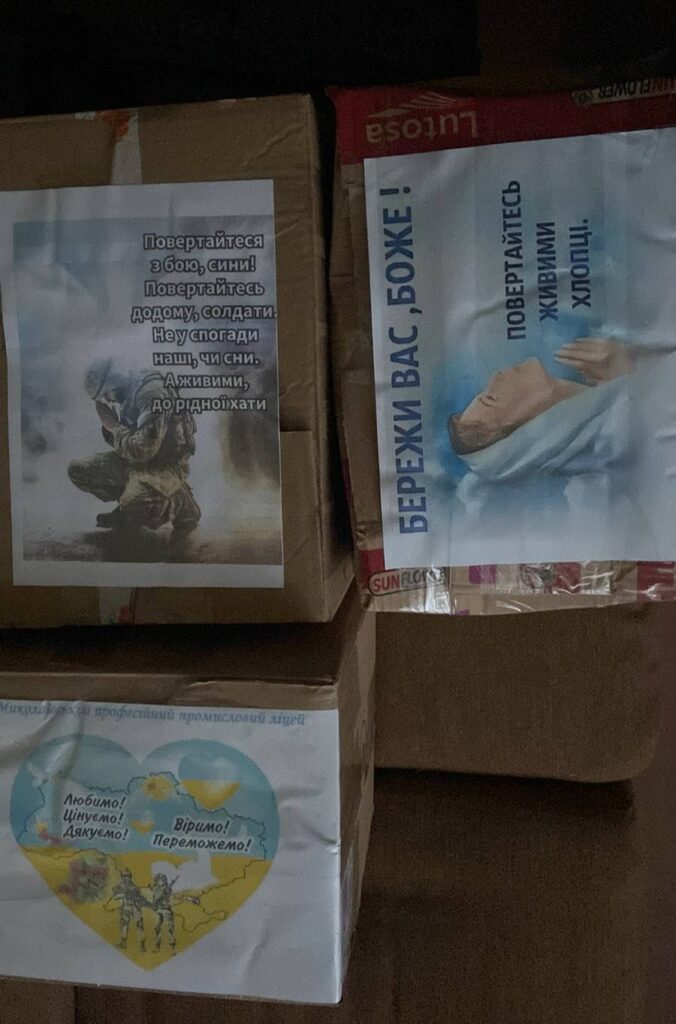 Повертайтеся
з бою, сини!
Повертайтесь
додому, солдати.
Не у спогади
наші, чи сни.
А живими,
до рідної хати
Lutosa
SUNFLOWER
БЕРЕЖИ ВАС ,БОЖЕ !
ПОВЕРТАЙТЕСЬ
ЖИВИМИ
ХЛОПЦІ.
SUNFLOWER
Миколаївський професійний промисловий ліцей
Любимо!
Цінуємо!
Дякуємо!
Віримо!
Переможемо!